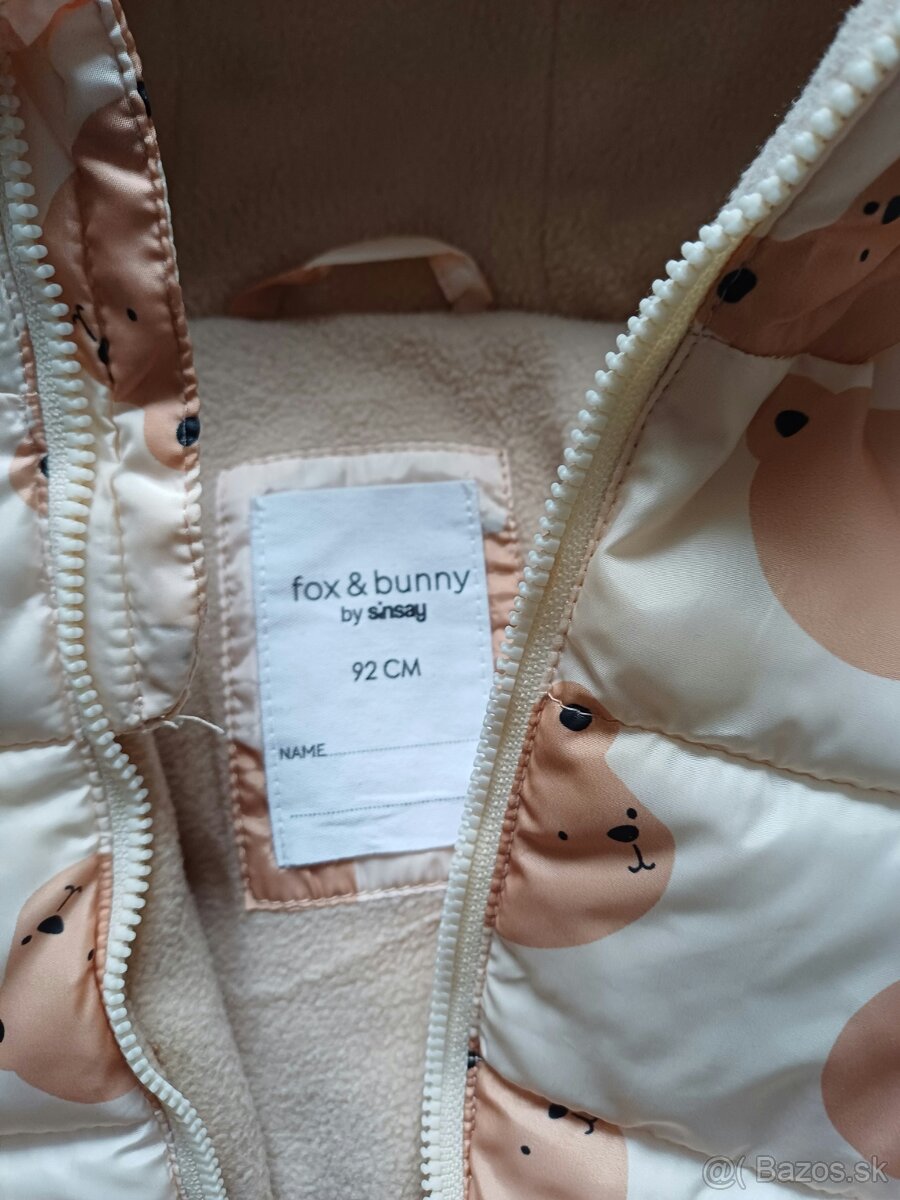 fox & bunny
by sinsay
92 CM
NAME
@( Bazos.sk